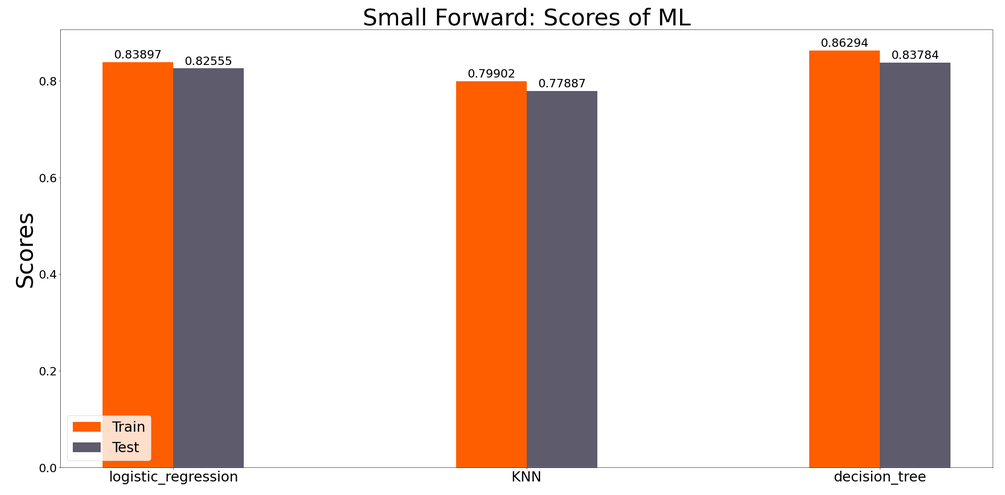 Small Forward: Scores of ML
Scores
0.8
0.6
0.4
0.2
0.0
0.83897
0.82555
0.79902
0.77887
0.86294
0.83784
Train
Test
logistic_regression
KNN
decision_tree